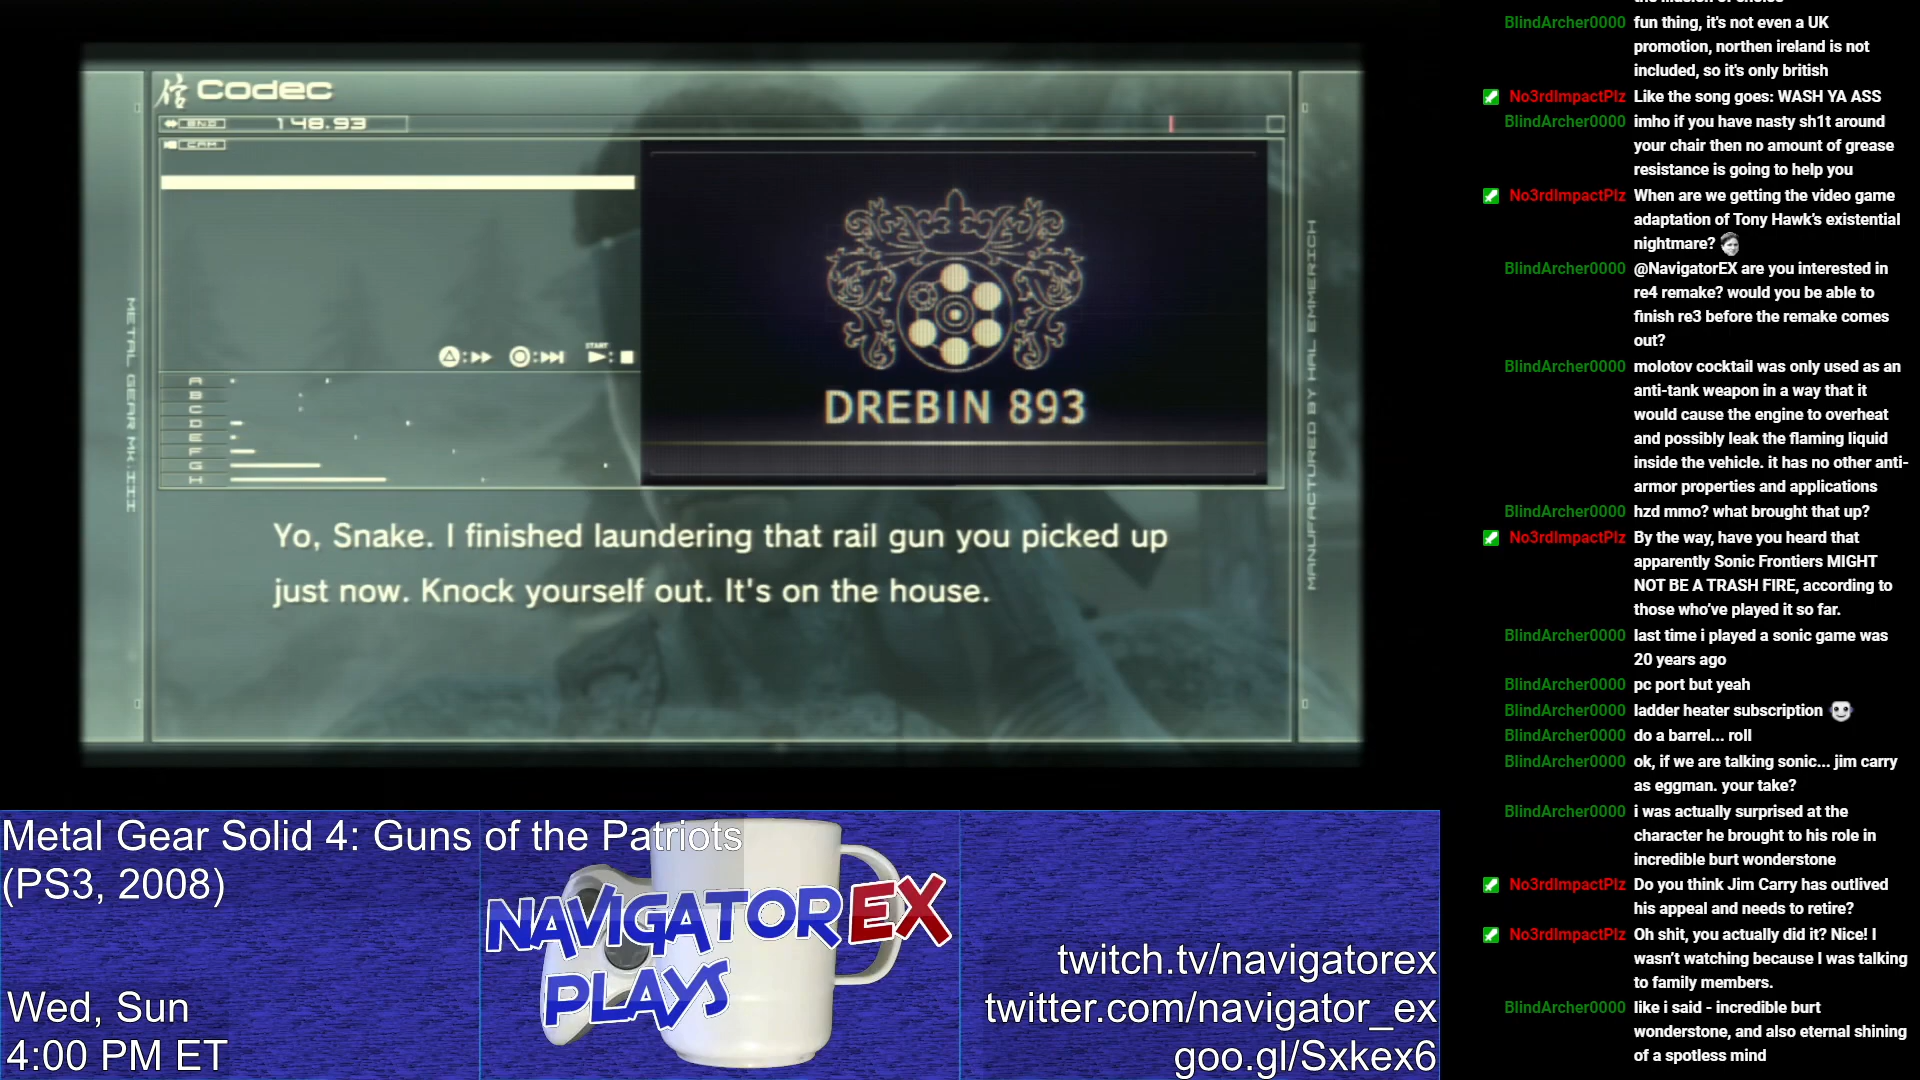 信 Codec
BND 148.93
CAM
START
A
B
C
D
E
F
G
H
METAL GEAR MK.III
MANUFACTURED BY HAL EMMERICH
DREBIN 893
Yo, Snake. I finished laundering that rail gun you picked up
just now. Knock yourself out. It's on the house.
Metal Gear Solid 4: Guns of the Patriots
(PS3, 2008)
Wed, Sun
4:00 PM ET
NAVIGATOR EX
PLAYS
twitch.tv/navigatorex
twitter.com/navigator_ex
goo.gl/Sxkex6
BlindArcher0000 fun thing, it's not even a UK
promotion, northen ireland is not
included, so it's only british
No3rdImpactPlz Like the song goes: WASH YA ASS
BlindArcher0000 imho if you have nasty sh1t around
your chair then no amount of grease
resistance is going to help you
No3rdImpactPlz When are we getting the video game
adaptation of Tony Hawk's existential
nightmare?
BlindArcher0000 @NavigatorEX are you interested in
re4 remake? would you be able to
finish re3 before the remake comes
out?
BlindArcher0000 molotov cocktail was only used as an
anti-tank weapon in a way that it
would cause the engine to overheat
and possibly leak the flaming liquid
inside the vehicle. it has no other anti-
armor properties and applications
BlindArcher0000 hzd mmo? what brought that up?
No3rdImpactPlz By the way, have you heard that
apparently Sonic Frontiers MIGHT
NOT BE A TRASH FIRE, according to
those who've played it so far.
BlindArcher0000 last time i played a sonic game was
20 years ago
BlindArcher0000 pc port but yeah
BlindArcher0000 ladder heater subscription
BlindArcher0000 do a barrel... roll
BlindArcher0000 ok, if we are talking sonic... jim carry
as eggman. your take?
BlindArcher0000 i was actually surprised at the
character he brought to his role in
incredible burt wonderstone
No3rdImpactPlz Do you think Jim Carry has outlived
his appeal and needs to retire?
No3rdImpactPlz Oh shit, you actually did it? Nice! I
wasn't watching because I was talking
to family members.
BlindArcher0000 like i said - incredible burt
wonderstone, and also eternal shining
of a spotless mind